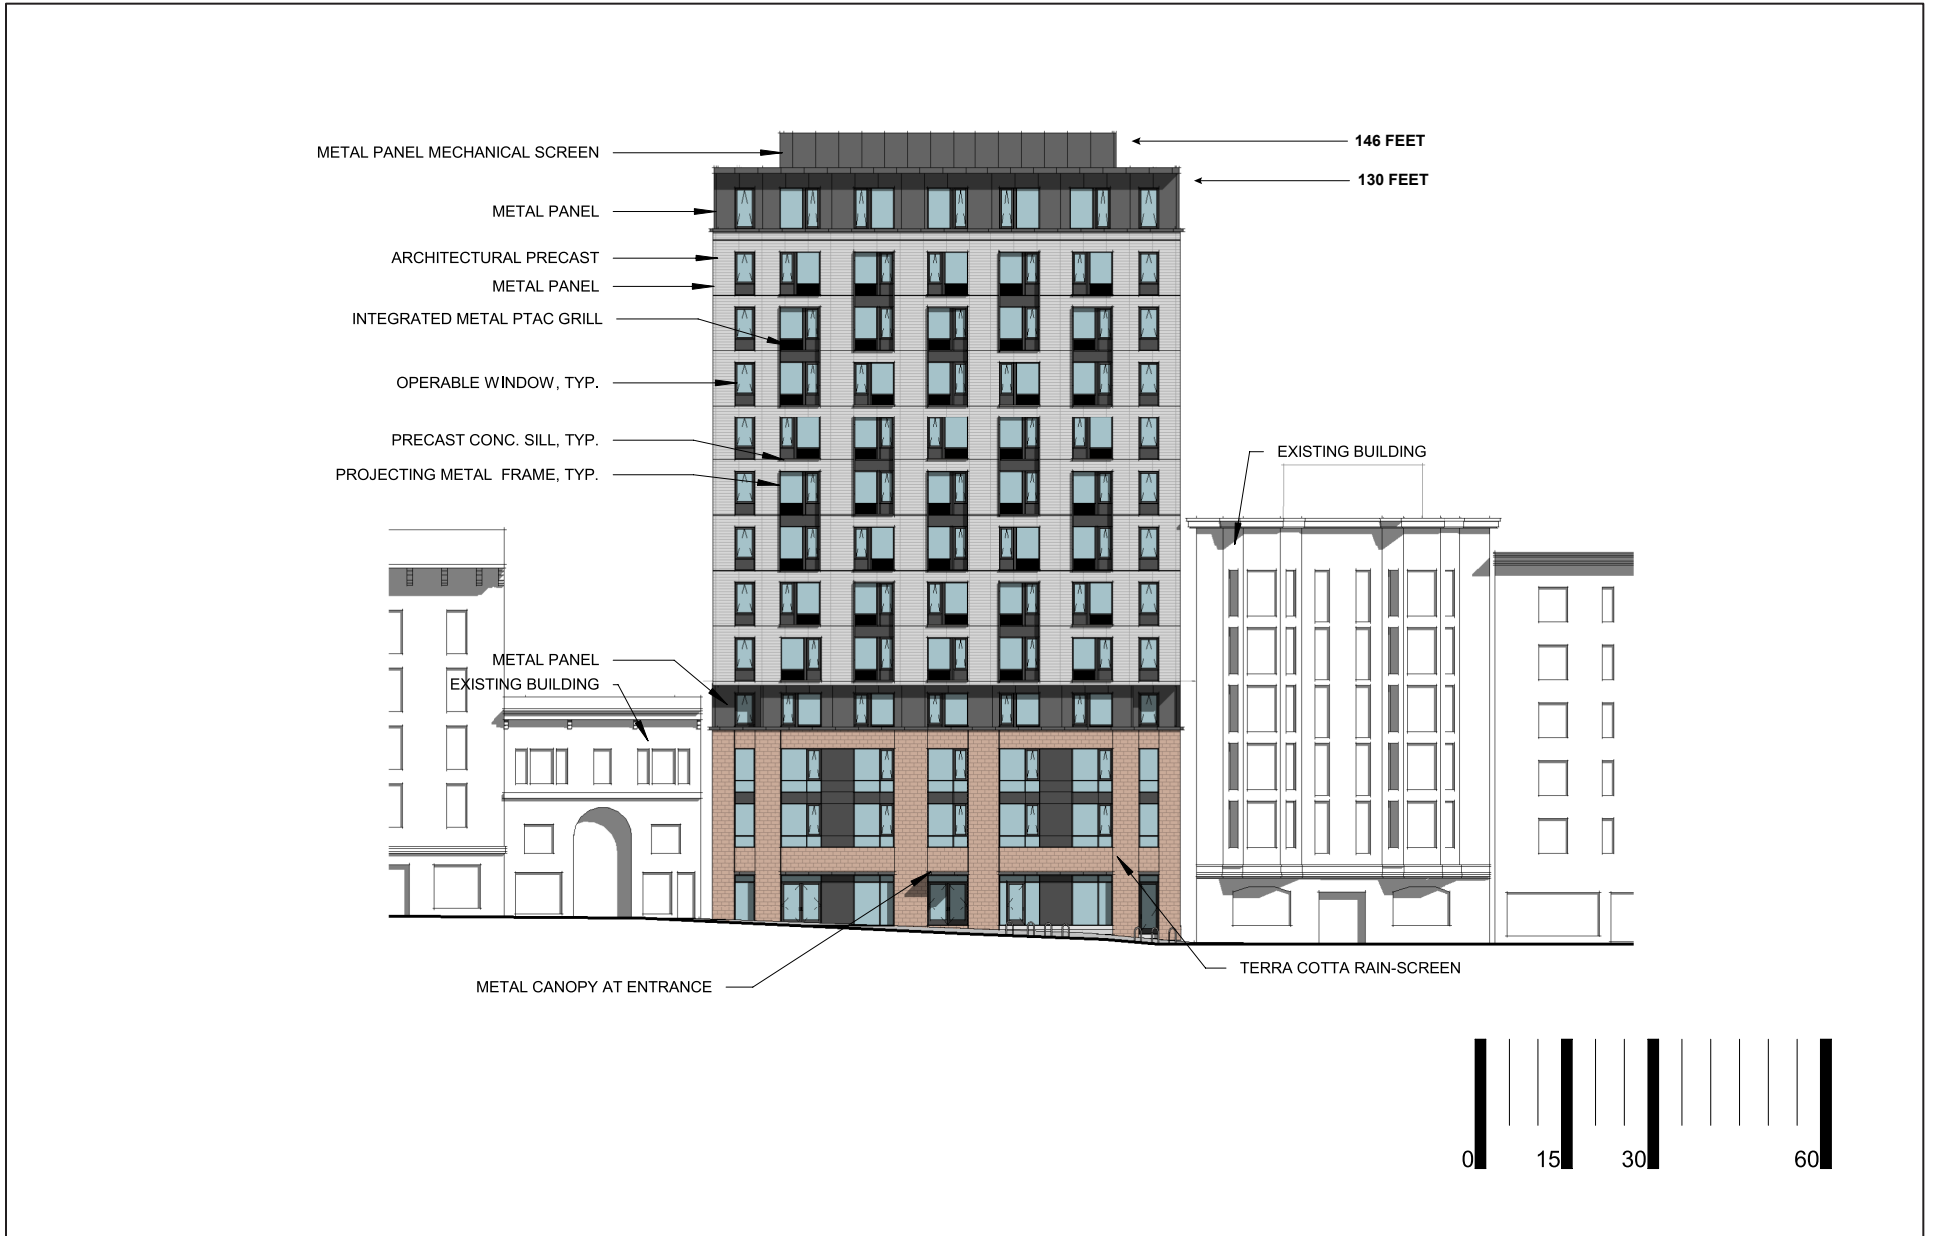 146 FEET
METAL PANEL MECHANICAL SCREEN
130 FEET
METAL PANEL
ARCHITECTURAL PRECAST
METAL PANEL
INTEGRATED METAL PTAC GRILL
OPERABLE WINDOW, TYP.
PRECAST CONC. SILL, TYP.
EXISTING BUILDING
PROJECTING METAL FRAME, TYP.
METAL PANEL
EXISTING BUILDING
TERRA COTTA RAIN-SCREEN
METAL CANOPY AT ENTRANCE
0 15 30 60